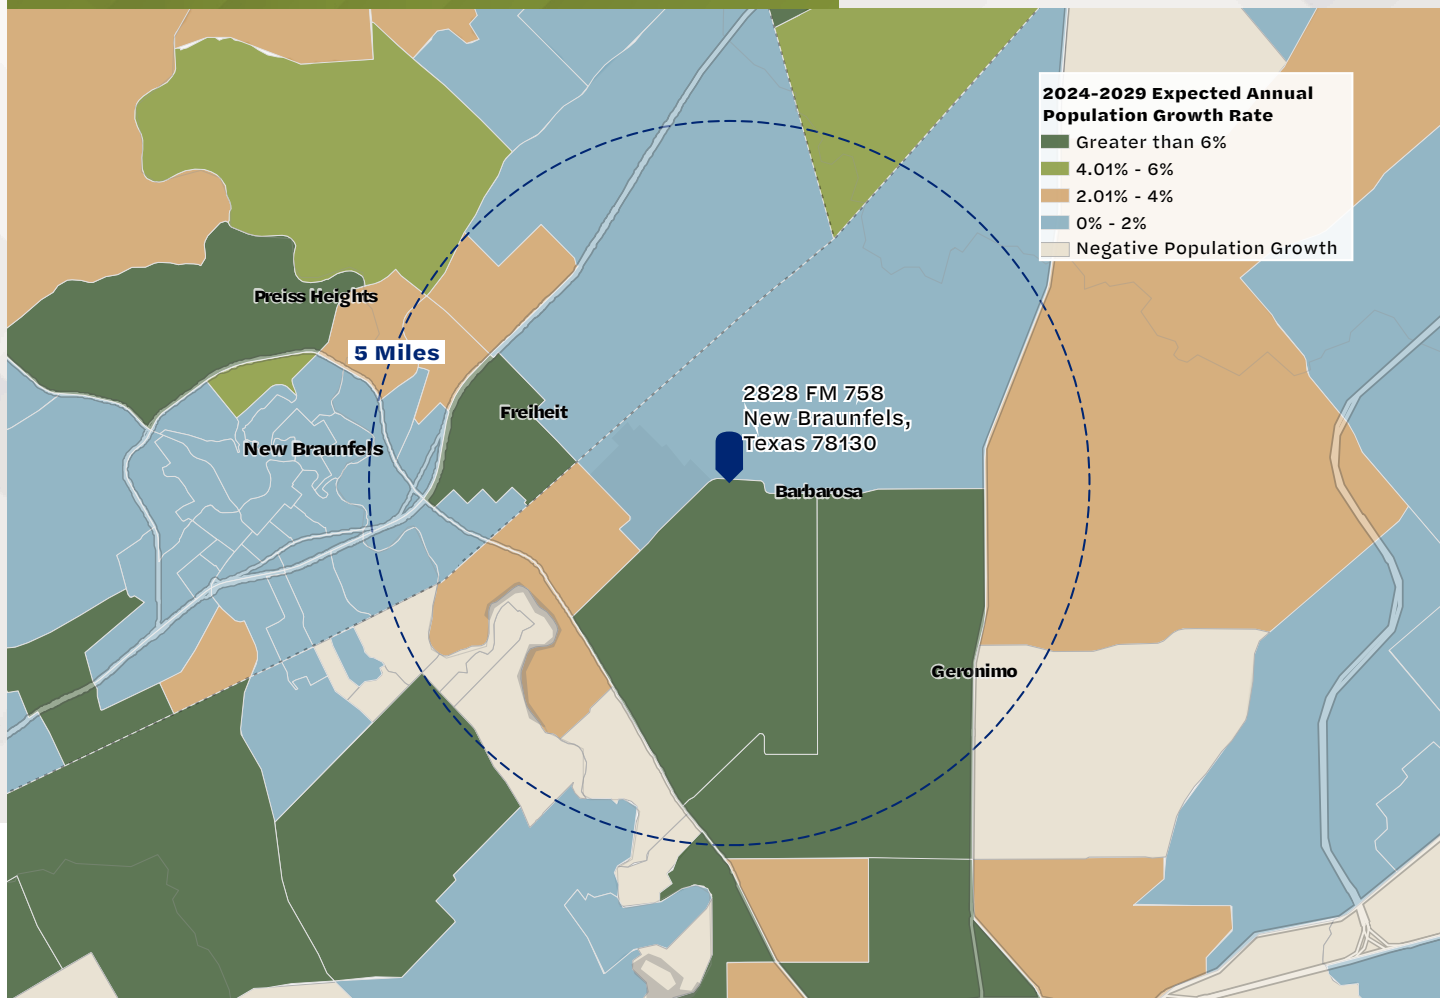 2024-2029 Expected Annual
Population Growth Rate
Greater than 6%
4.01% - 6%
2.01% - 4%
0% - 2%
Negative Population Growth
Preiss Heights
5 Miles
2828 FM 758
New Braunfels,
Texas 78130
Freiheit
New Braunfels
Barbarosa
Geronimo